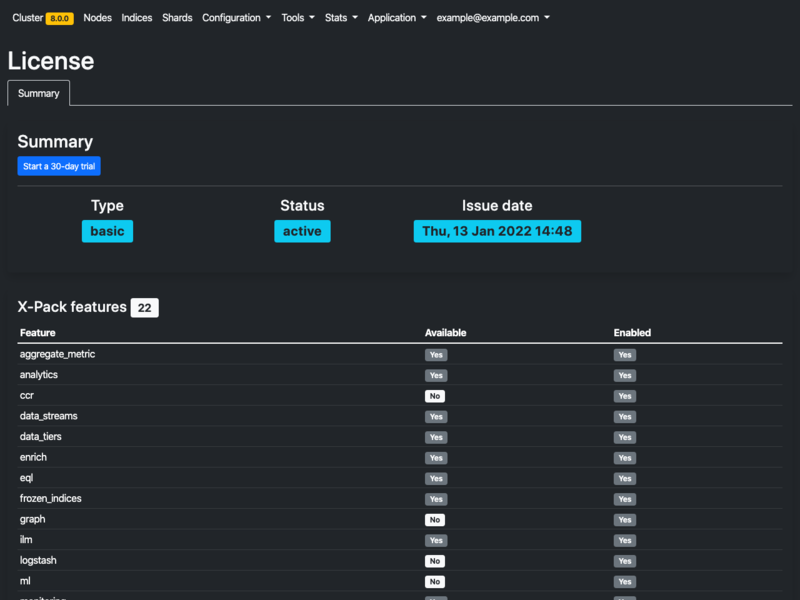 Cluster 8.0.0 Nodes Indices Shards Configuration Tools Stats Application example@example.com
License
Summary
Summary
Start a 30-day trial
Type Status Issue date
basic active Thu, 13 Jan 2022 14:48
X-Pack features 22
Feature Available Enabled
aggregate_metric Yes Yes
analytics Yes Yes
ccr No Yes
data_streams Yes Yes
data_tiers Yes Yes
enrich Yes Yes
eql Yes Yes
frozen_indices Yes Yes
graph No Yes
ilm Yes Yes
logstash No Yes
ml No Yes